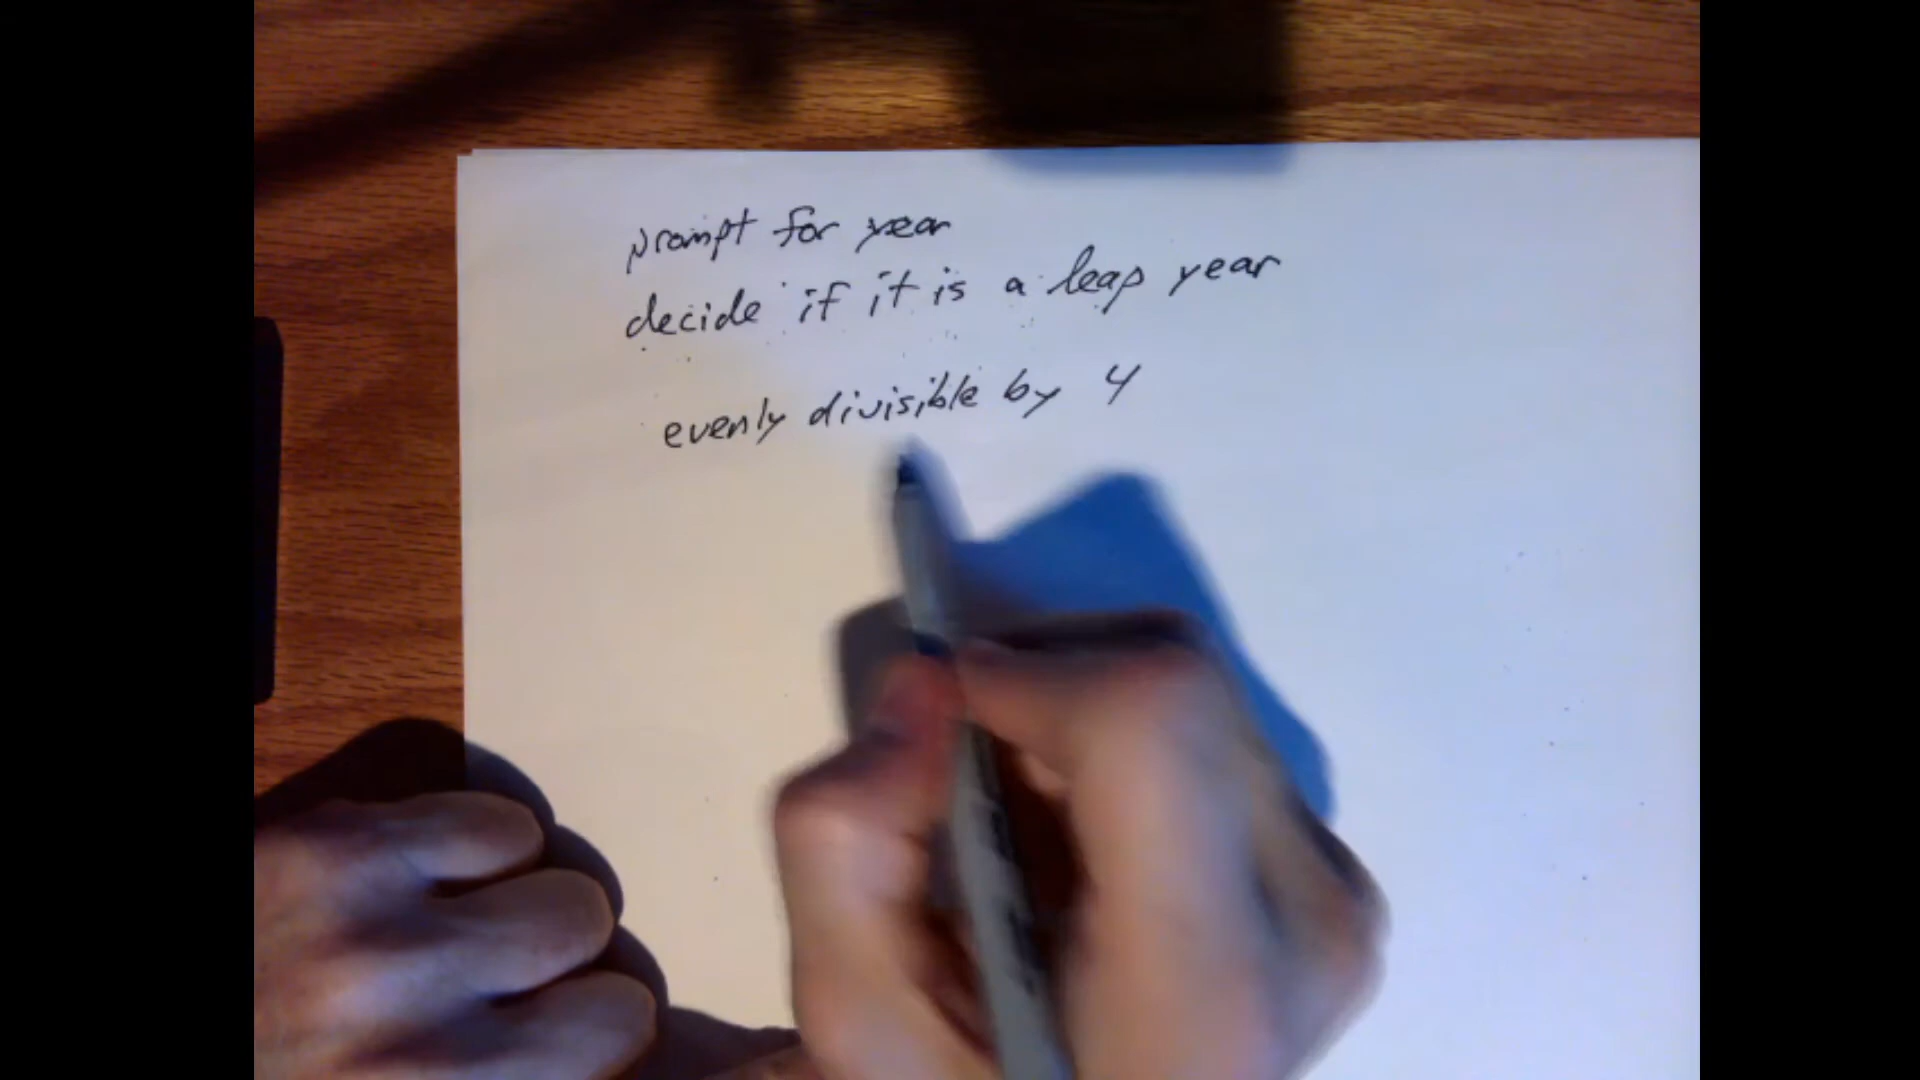 prompt for year
decide if it is a leap year
evenly divisible by 4